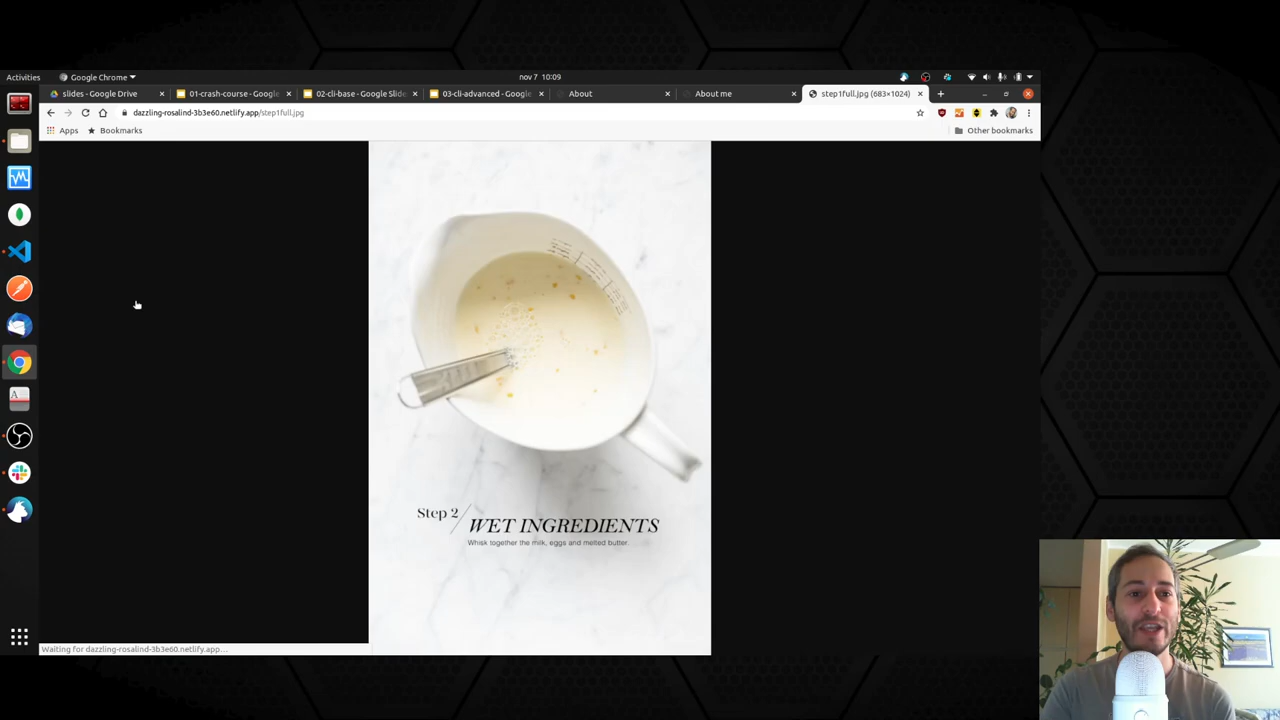 Activities
Google Chrome
nov 7 10:09
slides - Google Drive
01-crash-course - Google
02-cli-base - Google Slide
03-cli-advanced - Google
About
About me
step1full.jpg (683×1024)
dazzling-rosalind-3b3e60.netlify.app/step1full.jpg
Apps
Bookmarks
Other bookmarks
Step 2
WET INGREDIENTS
Whisk together the milk, eggs and melted butter.
Waiting for dazzling-rosalind-3b3e60.netlify.app...